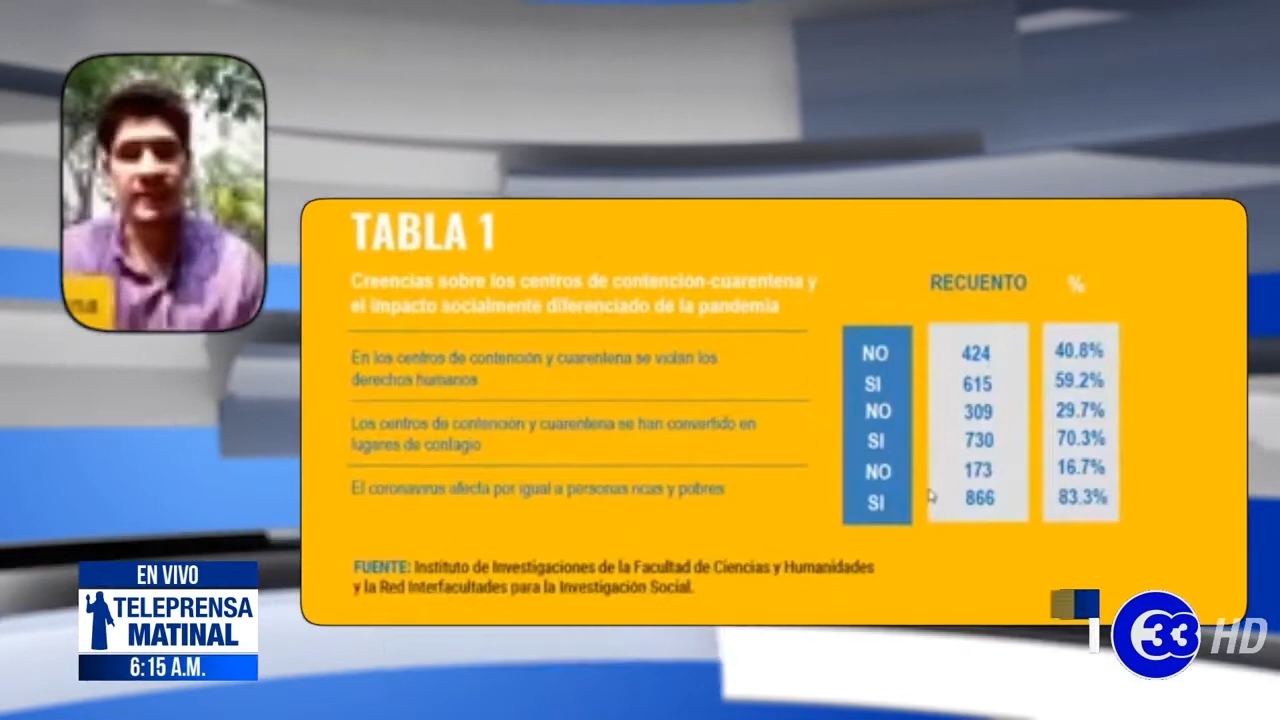 TABLA 1
Creencias sobre los centros de contención-cuarentena y
el impacto socialmente diferenciado de la pandemia
RECUENTO %
En los centros de contención y cuarentena se violan los
derechos humanos
NO 424 40.8%
SI 615 59.2%
Los centros de contención y cuarentena se han convertido en
lugares de contagio
NO 309 29.7%
SI 730 70.3%
El coronavirus afecta por igual a personas ricas y pobres
NO 173 16.7%
SI 866 83.3%
FUENTE: Instituto de Investigaciones de la Facultad de Ciencias y Humanidades
y la Red Interfacultades para la Investigación Social.
EN VIVO
TELEPRENSA
MATINAL
6:15 A.M.
33 HD